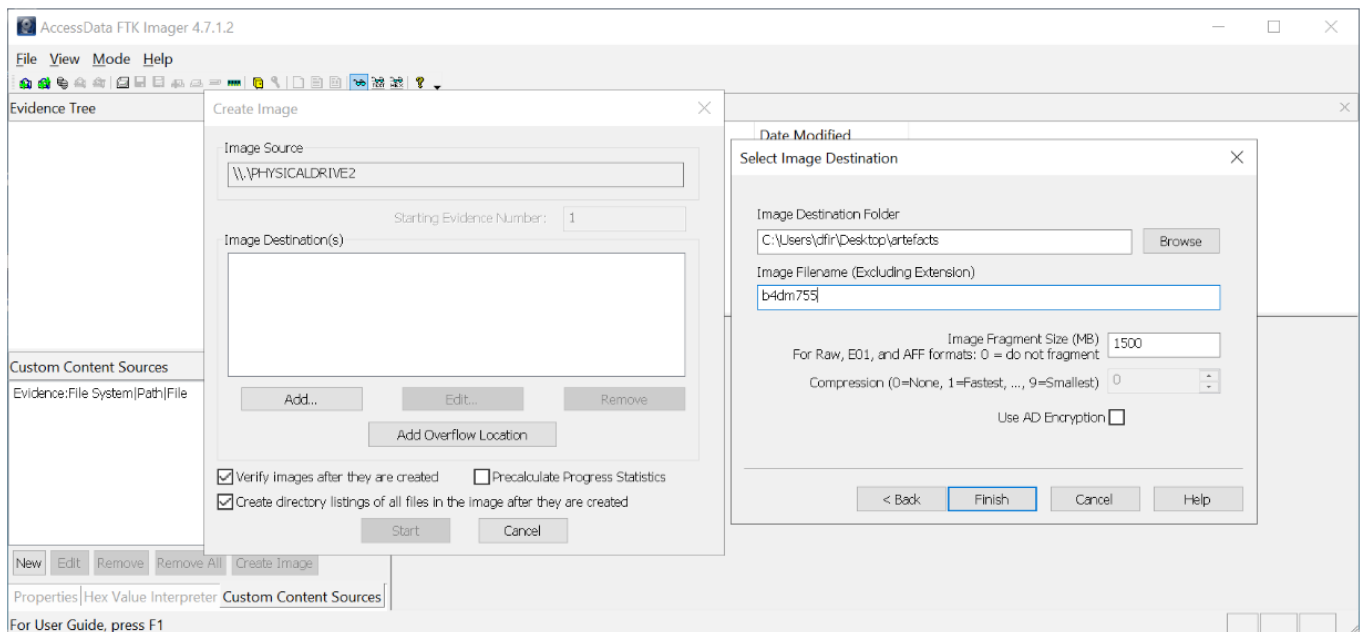 AccessData FTK Imager 4.7.1.2
File View Mode Help
Evidence Tree
Create Image
Image Source
\\.\PHYSICALDRIVE2
Starting Evidence Number: 1
Image Destination(s)
Add... Edit... Remove
Add Overflow Location
Verify images after they are created Precalculate Progress Statistics
Create directory listings of all files in the image after they are created
Start Cancel
Date Modified
Select Image Destination
Image Destination Folder
C:\Users\dfir\Desktop\artefacts Browse
Image Filename (Excluding Extension)
b4dm755
Image Fragment Size (MB) 1500
For Raw, E01, and AFF formats: 0 = do not fragment
Compression (0=None, 1=Fastest, ..., 9=Smallest) 0
Use AD Encryption
< Back Finish Cancel Help
Custom Content Sources
Evidence:File System|Path|File
New Edit Remove Remove All Create Image
Properties Hex Value Interpreter Custom Content Sources
For User Guide, press F1